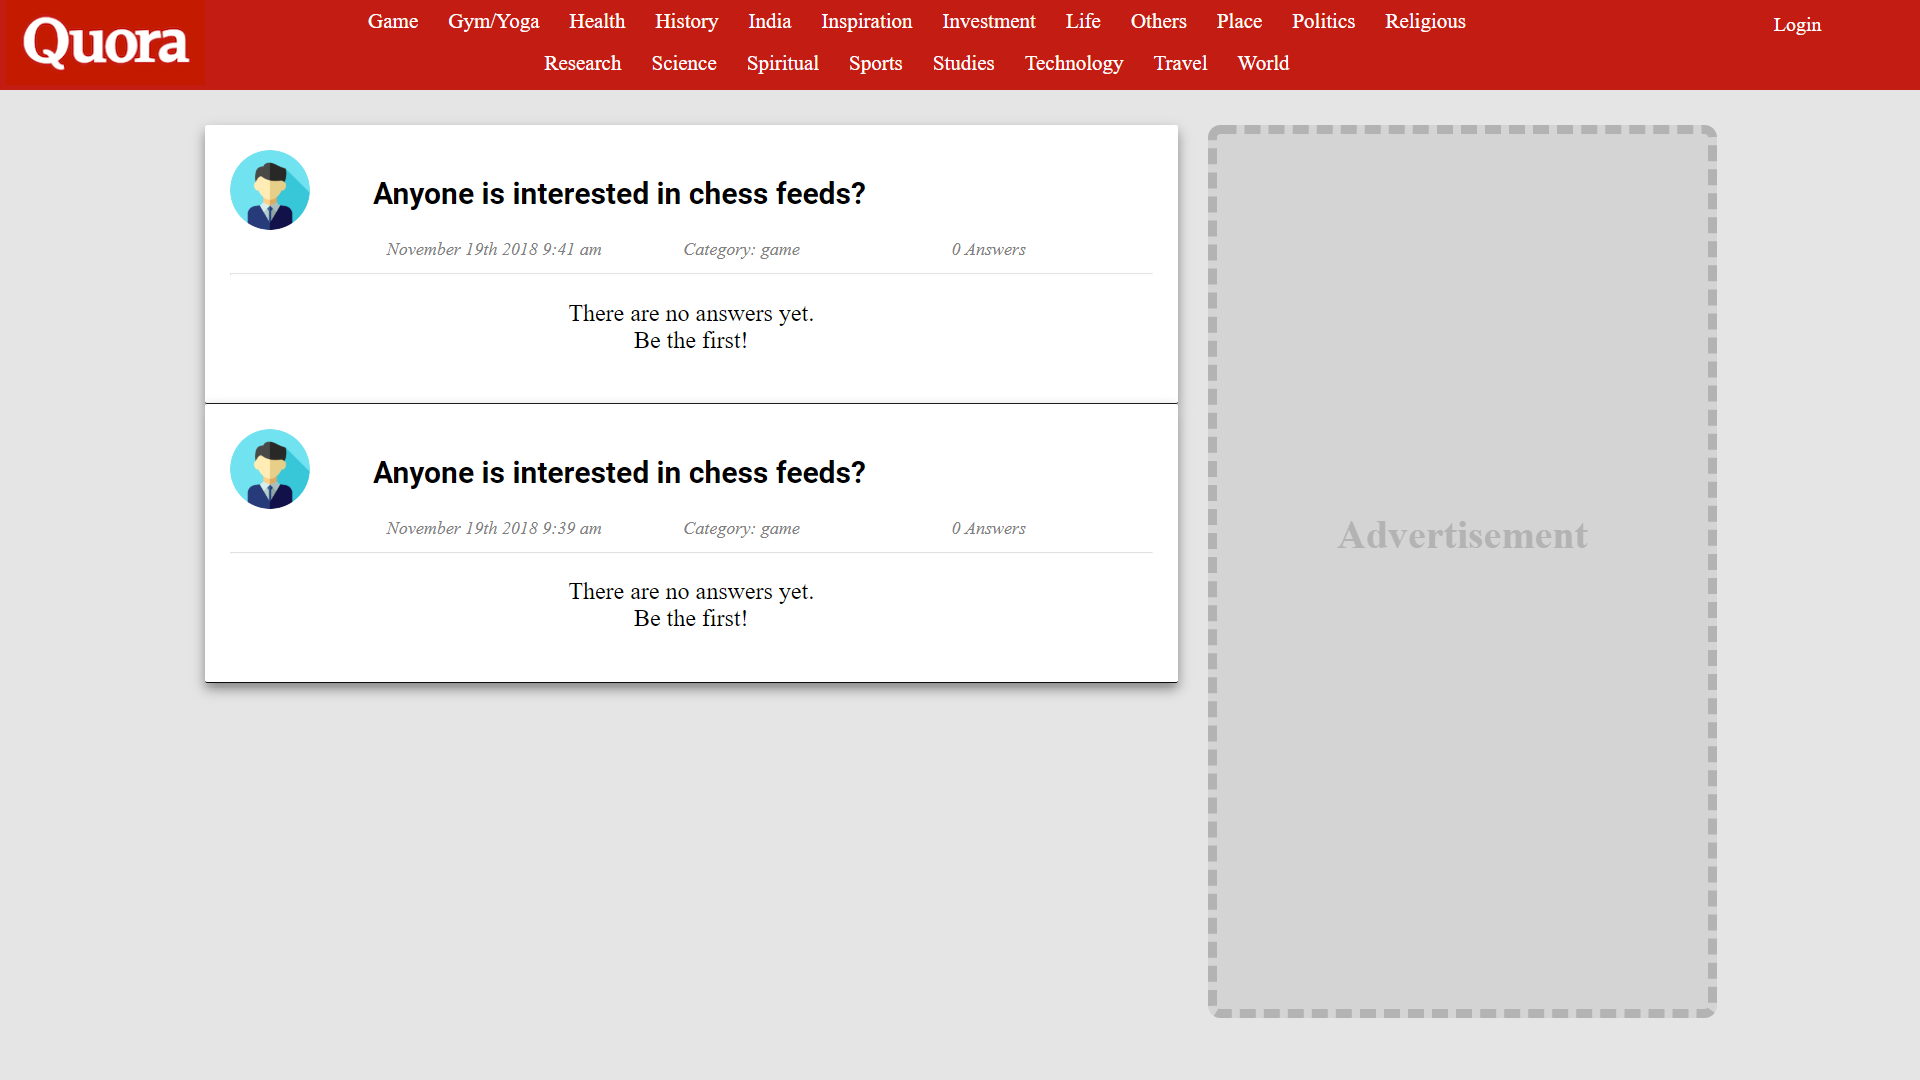 Quora
Game Gym/Yoga Health History India Inspiration Investment Life Others Place Politics Religious
Research Science Spiritual Sports Studies Technology Travel World
Login
Anyone is interested in chess feeds?
November 19th 2018 9:41 am Category: game 0 Answers
There are no answers yet.
Be the first!
Anyone is interested in chess feeds?
November 19th 2018 9:39 am Category: game 0 Answers
There are no answers yet.
Be the first!
Advertisement